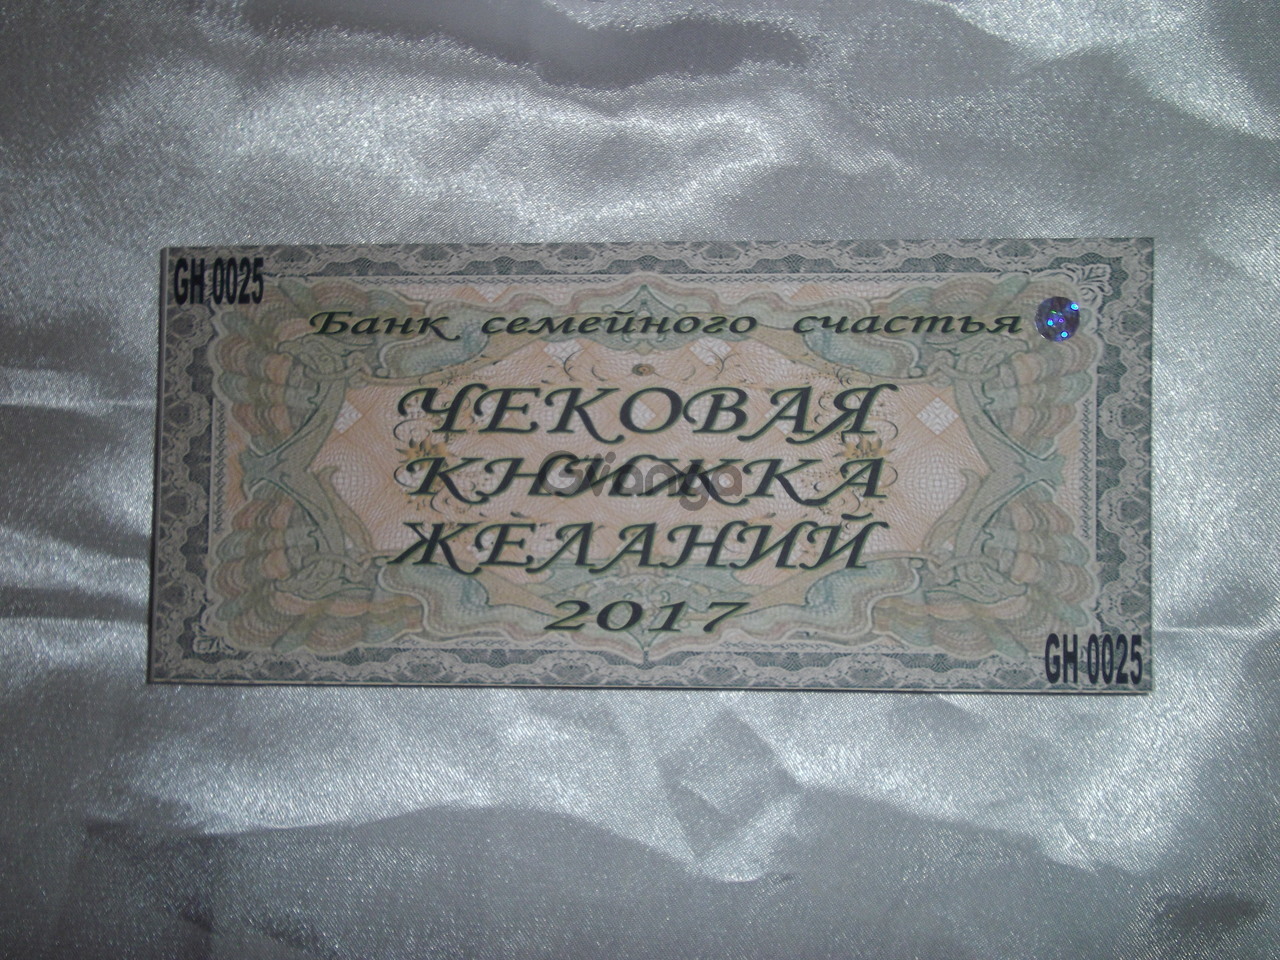 GH 0025
Банк семейного счастья
ЧЕКОВАЯ
КНИЖКА
ЖЕЛАНИЙ
2017
GH 0025